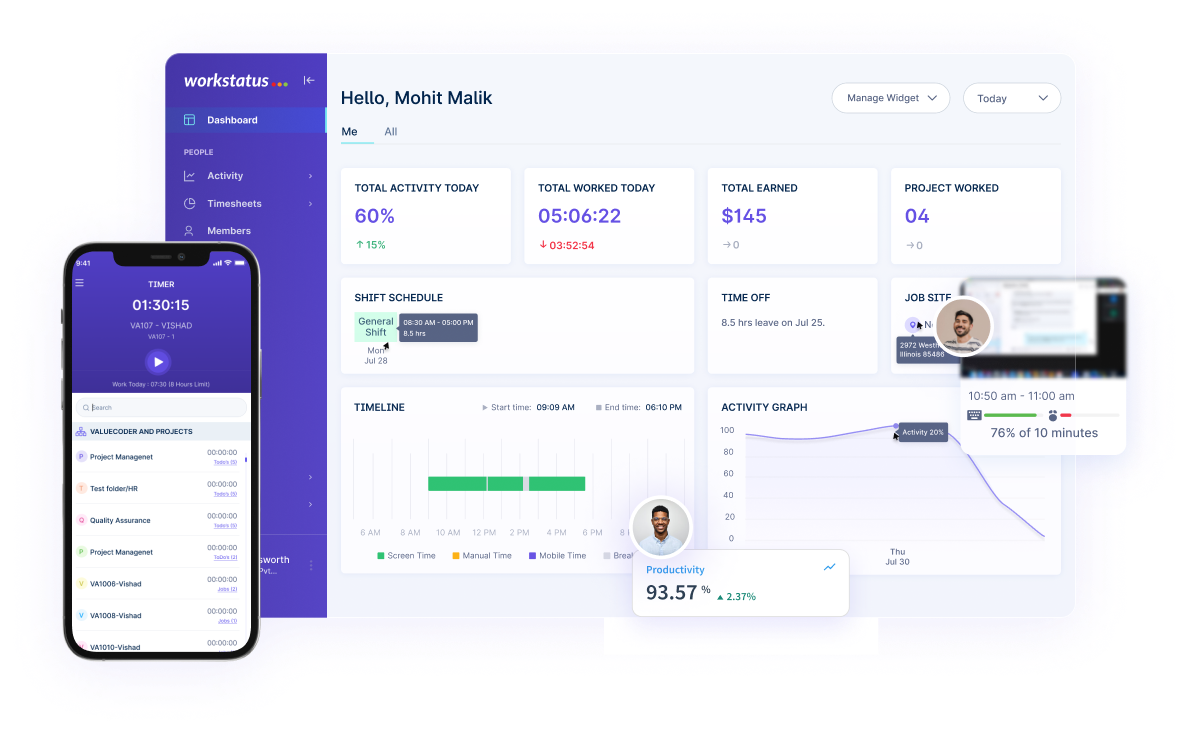 workstatus
Hello, Mohit Malik
Manage Widget
Today
Dashboard
Me
All
PEOPLE
Activity
Timesheets
Members
TOTAL ACTIVITY TODAY
60%
15%
TOTAL WORKED TODAY
05:06:22
03:52:54
TOTAL EARNED
$145
0
PROJECT WORKED
04
0
SHIFT SCHEDULE
General
Shift
08:30 AM - 05:00 PM
8.5 hrs
Mon
Jul 28
TIME OFF
8.5 hrs leave on Jul 25.
JOB SITE
2972
Illinois 85486
10:50 am - 11:00 am
76% of 10 minutes
TIMELINE
Start time: 09:09 AM
End time: 06:10 PM
6 AM
8 AM
10 AM
12 PM
2 PM
4 PM
6 PM
Screen Time
Manual Time
Mobile Time
ACTIVITY GRAPH
100
80
60
40
20
0
Activity 20%
Thu
Jul 30
Productivity
93.57 %
2.37%
9:41
TIMER
01:30:15
VA107 - VISHAD
VA107 - 1
Work Today : 07:30 (8 Hours Limit)
Search
VALUECODER AND PROJECTS
P Project Managenet 00:00:00
Todo's (5)
T Test folder/HR 00:00:00
Todo's (5)
Q Quality Assurance 00:00:00
Todo's (5)
P Project Managenet 00:00:00
ToDo's (2)
V VA1006-Vishad 00:00:00
Jobs (2)
V VA1008-Vishad 00:00:00
Jobs (1)
VA1010-Vishad 00:00:00
sworth
Pvt...